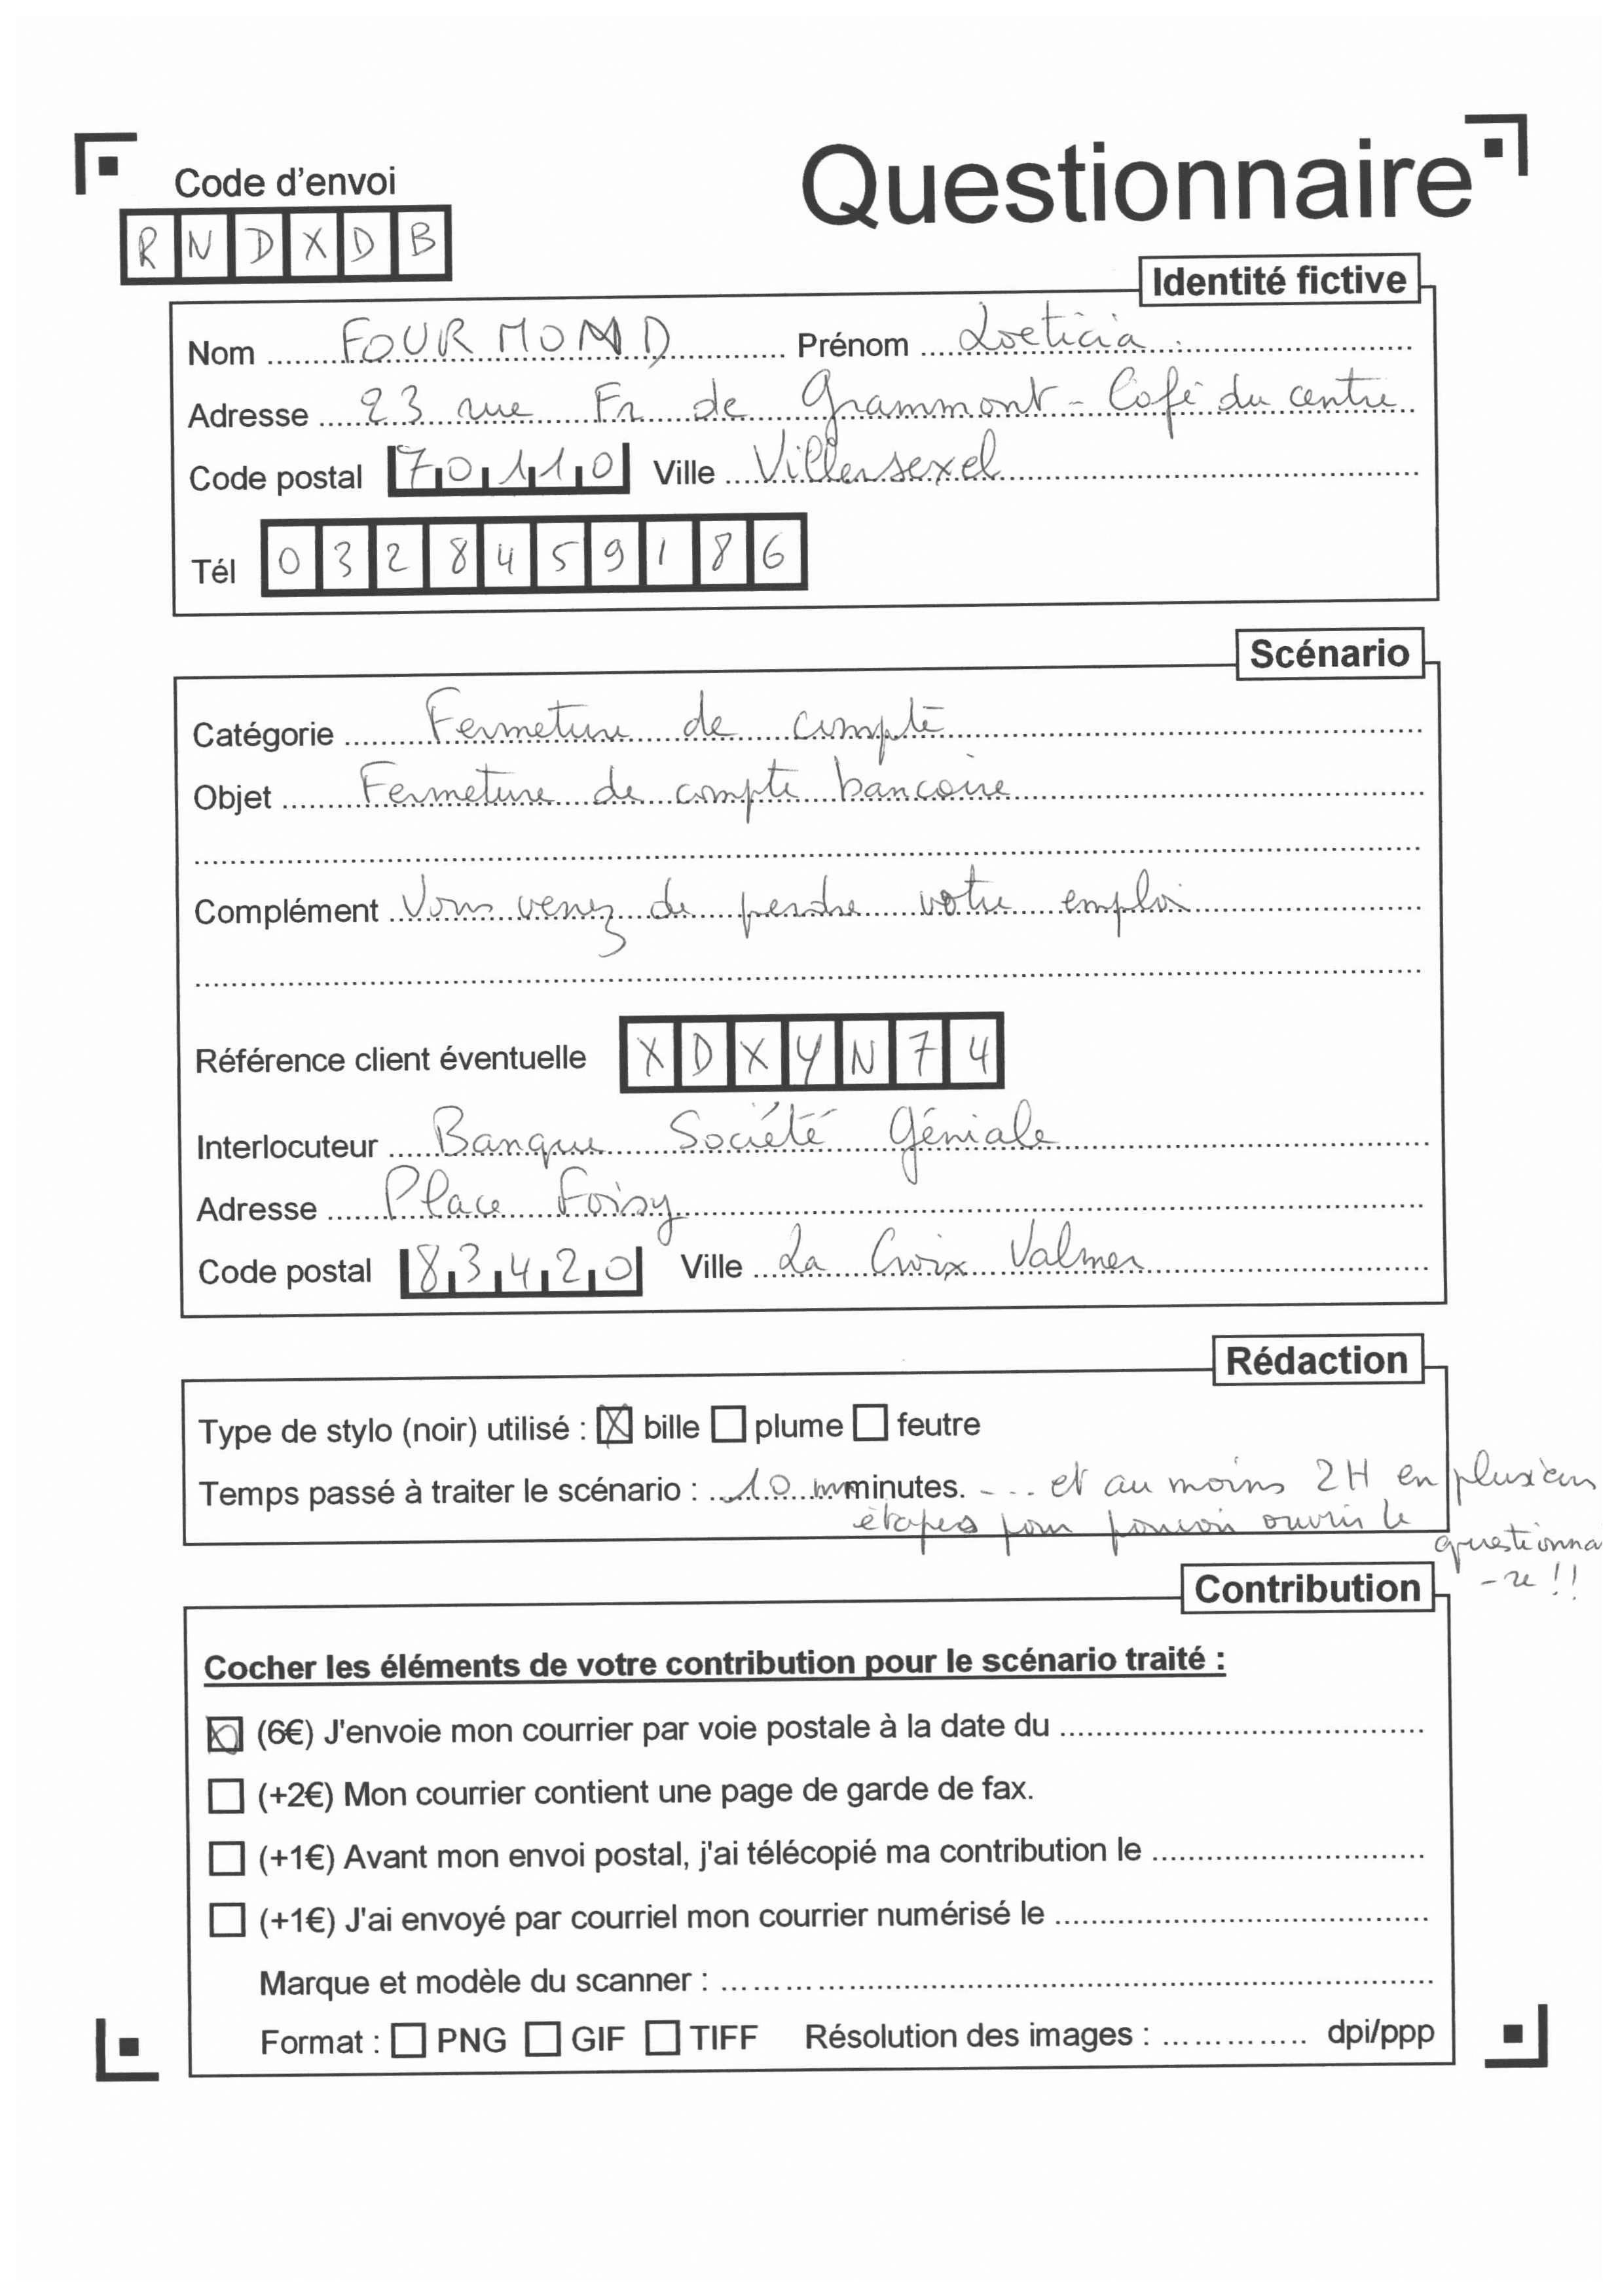 Questionnaire
Code d'envoi
RNDXDB
Identité fictive
Nom FOURMOND Prénom Loeticia
Adresse 23 rue Fr de Grammont - Café du centre
Code postal 70110 Ville Villersexel
Tél 0328459186
Scénario
Catégorie Fermeture de compte
Objet Fermeture de compte bancaire
Complément Vous venez de perdre votre emploi
Référence client éventuelle XDXYN74
Interlocuteur Banque Société Géniale
Adresse Place Foisy
Code postal 83420 Ville La Croix Valmer
Rédaction
Type de stylo (noir) utilisé : ☒ bille ☐ plume ☐ feutre
Temps passé à traiter le scénario : 10 mn minutes. - ... et au moins 2H en plusieurs
étapes pour pouvoir ouvrir le
questionna
-re !!
Contribution
Cocher les éléments de votre contribution pour le scénario traité :
☒ (6€) J'envoie mon courrier par voie postale à la date du ........
☐ (+2€) Mon courrier contient une page de garde de fax.
☐ (+1€) Avant mon envoi postal, j'ai télécopié ma contribution le ........
☐ (+1€) J'ai envoyé par courriel mon courrier numérisé le ........
Marque et modèle du scanner : ........
Format : ☐ PNG ☐ GIF ☐ TIFF Résolution des images : ........ dpi/ppp